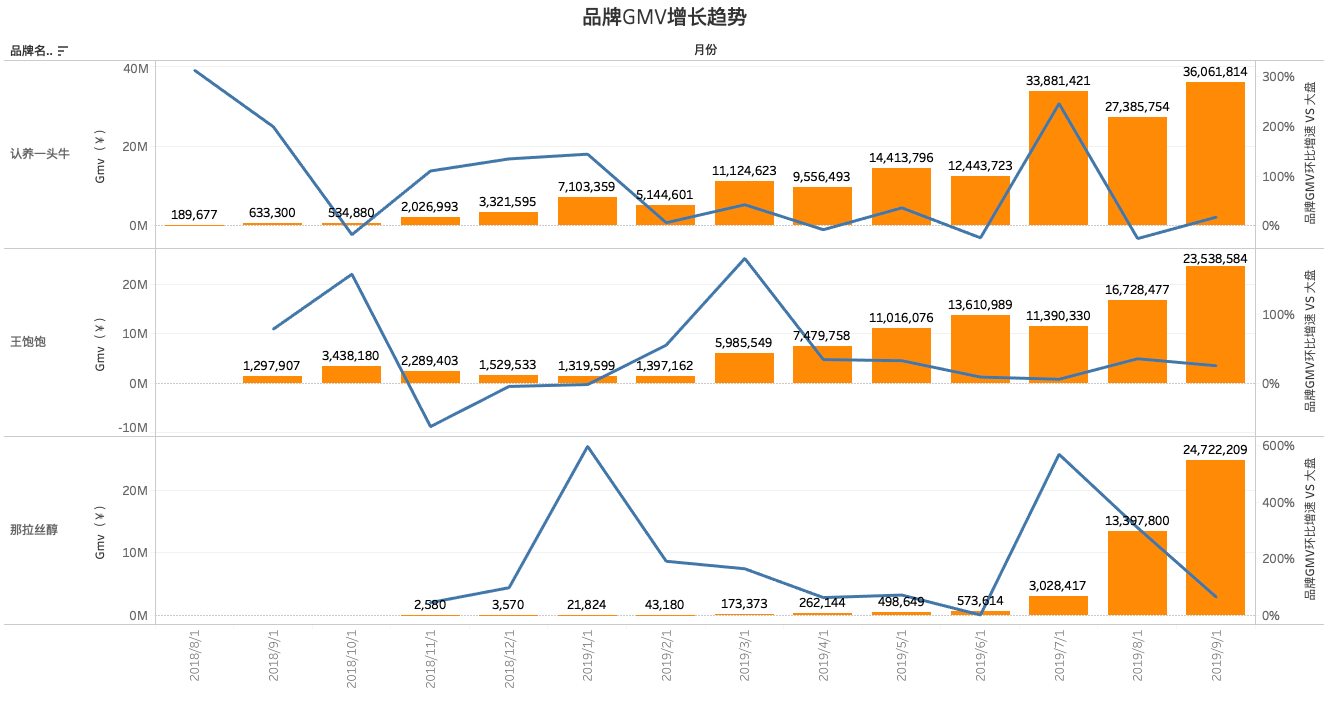 品牌GMV增长趋势
品牌名..
月份
认养一头牛
Gmv（¥）
40M
20M
0M
189,677
633,300
534,880
2,026,993
3,321,595
7,103,359
5,144,601
11,124,623
9,556,493
14,413,796
12,443,723
33,881,421
27,385,754
36,061,814
300%
200%
100%
0%
品牌GMV环比增速 VS 大盘
王饱饱
Gmv（¥）
20M
10M
0M
-10M
1,297,907
3,438,180
2,289,403
1,529,533
1,319,599
1,397,162
5,985,549
7,479,758
11,016,076
13,610,989
11,390,330
16,728,477
23,538,584
100%
0%
品牌GMV环比增速 VS 大盘
那拉丝醇
Gmv（¥）
20M
10M
0M
2,580
3,570
21,824
43,180
173,373
262,144
498,649
573,614
3,028,417
13,397,800
24,722,209
600%
400%
200%
0%
品牌GMV环比增速 VS 大盘
2018/8/1
2018/9/1
2018/10/1
2018/11/1
2018/12/1
2019/1/1
2019/2/1
2019/3/1
2019/4/1
2019/5/1
2019/6/1
2019/7/1
2019/8/1
2019/9/1